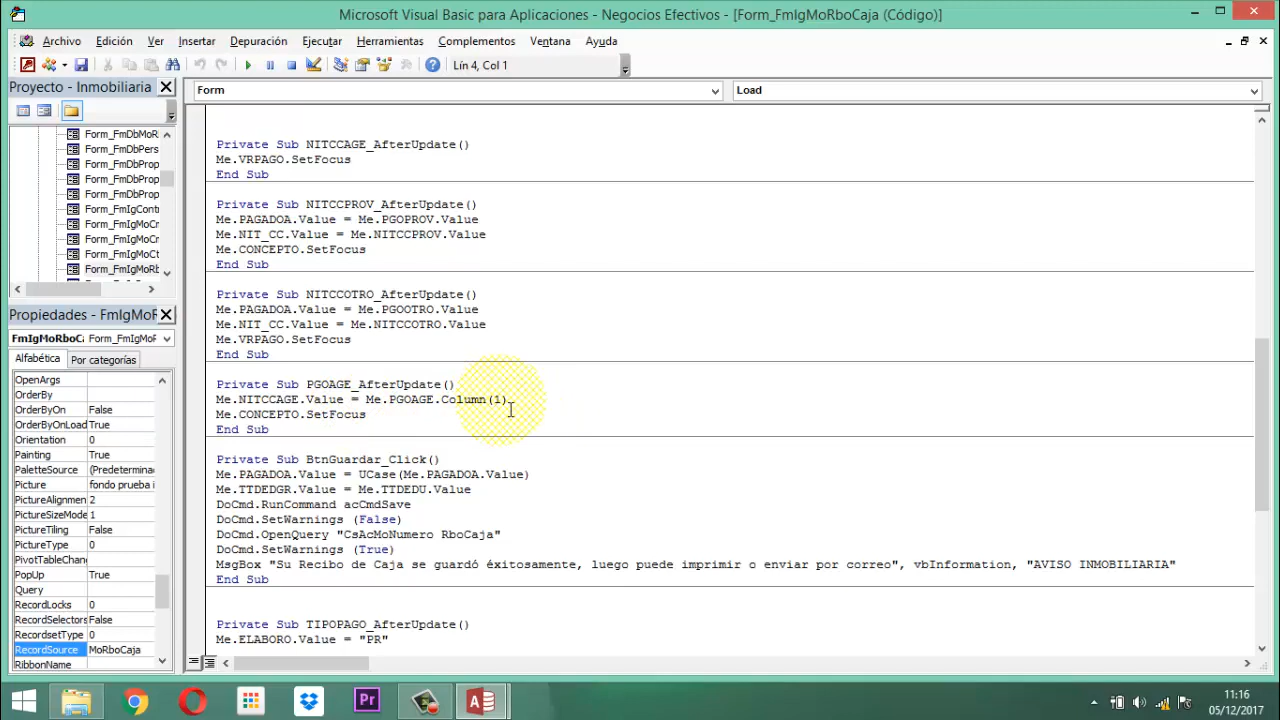 Microsoft Visual Basic para Aplicaciones - Negocios Efectivos - [Form_FmIgMoRboCaja (Código)]
Archivo Edición Ver Insertar Depuración Ejecutar Herramientas Complementos Ventana Ayuda
Lín 4, Col 1
Proyecto - Inmobiliaria
Form
Load
Form_FmDbMoR
Form_FmDbPers
Form_FmDbProp
Form_FmDbProp
Form_FmDbProp
Form_FmIgContr
Form_FmIgMoCr
Form_FmIgMoCr
Form_FmIgMoCt
Form_FmIgMoRb
Propiedades - FmIgMoR
FmIgMoRboCa Form_FmIgMoF
Alfabética Por categorías
OpenArgs
OrderBy
OrderByOn False
OrderByOnLoad True
Orientation 0
Painting True
PaletteSource (Predetermina
Picture fondo prueba i
PictureAlignmen 2
PictureSizeMode 1
PictureTiling False
PictureType 0
PivotTableChan
PopUp True
Query
RecordLocks 0
RecordSelectors False
RecordsetType 0
RecordSource MoRboCaja
RibbonName
Private Sub NITCCAGE_AfterUpdate()
Me.VRPAGO.SetFocus
End Sub
Private Sub NITCCPROV_AfterUpdate()
Me.PAGADOA.Value = Me.PGOPROV.Value
Me.NIT_CC.Value = Me.NITCCPROV.Value
Me.CONCEPTO.SetFocus
End Sub
Private Sub NITCCOTRO_AfterUpdate()
Me.PAGADOA.Value = Me.PGOOTRO.Value
Me.NIT_CC.Value = Me.NITCCOTRO.Value
Me.VRPAGO.SetFocus
End Sub
Private Sub PGOAGE_AfterUpdate()
Me.NITCCAGE.Value = Me.PGOAGE.Column(1)
Me.CONCEPTO.SetFocus
End Sub
Private Sub BtnGuardar_Click()
Me.PAGADOA.Value = UCase(Me.PAGADOA.Value)
Me.TTDEDGR.Value = Me.TTDEDU.Value
DoCmd.RunCommand acCmdSave
DoCmd.SetWarnings (False)
DoCmd.OpenQuery "CsAcMoNumero RboCaja"
DoCmd.SetWarnings (True)
MsgBox "Su Recibo de Caja se guardó éxitosamente, luego puede imprimir o enviar por correo", vbInformation, "AVISO INMOBILIARIA"
End Sub
Private Sub TIPOPAGO_AfterUpdate()
Me.ELABORO.Value = "PR"
Pr
11:16
05/12/2017